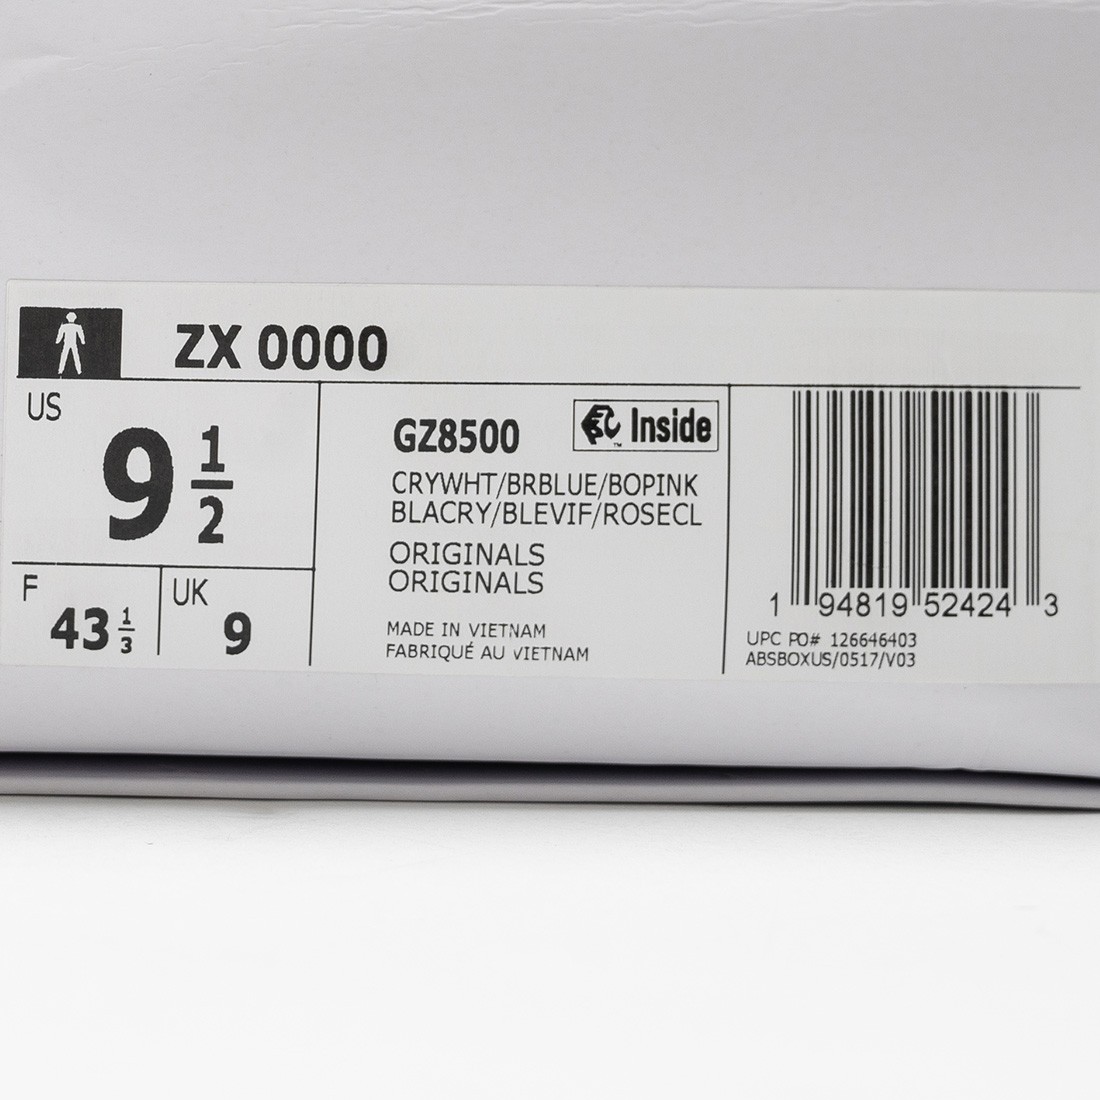 ZX 0000
US
9 1/2
F
43 1/3
UK
9
GZ8500
Inside
CRYWHT/BRBLUE/BOPINK
BLACRY/BLEVIF/ROSECL
ORIGINALS
ORIGINALS
MADE IN VIETNAM
FABRIQUÉ AU VIETNAM
1 94819 52424 3
UPC PO# 126646403
ABSBOXUS/0517/V03